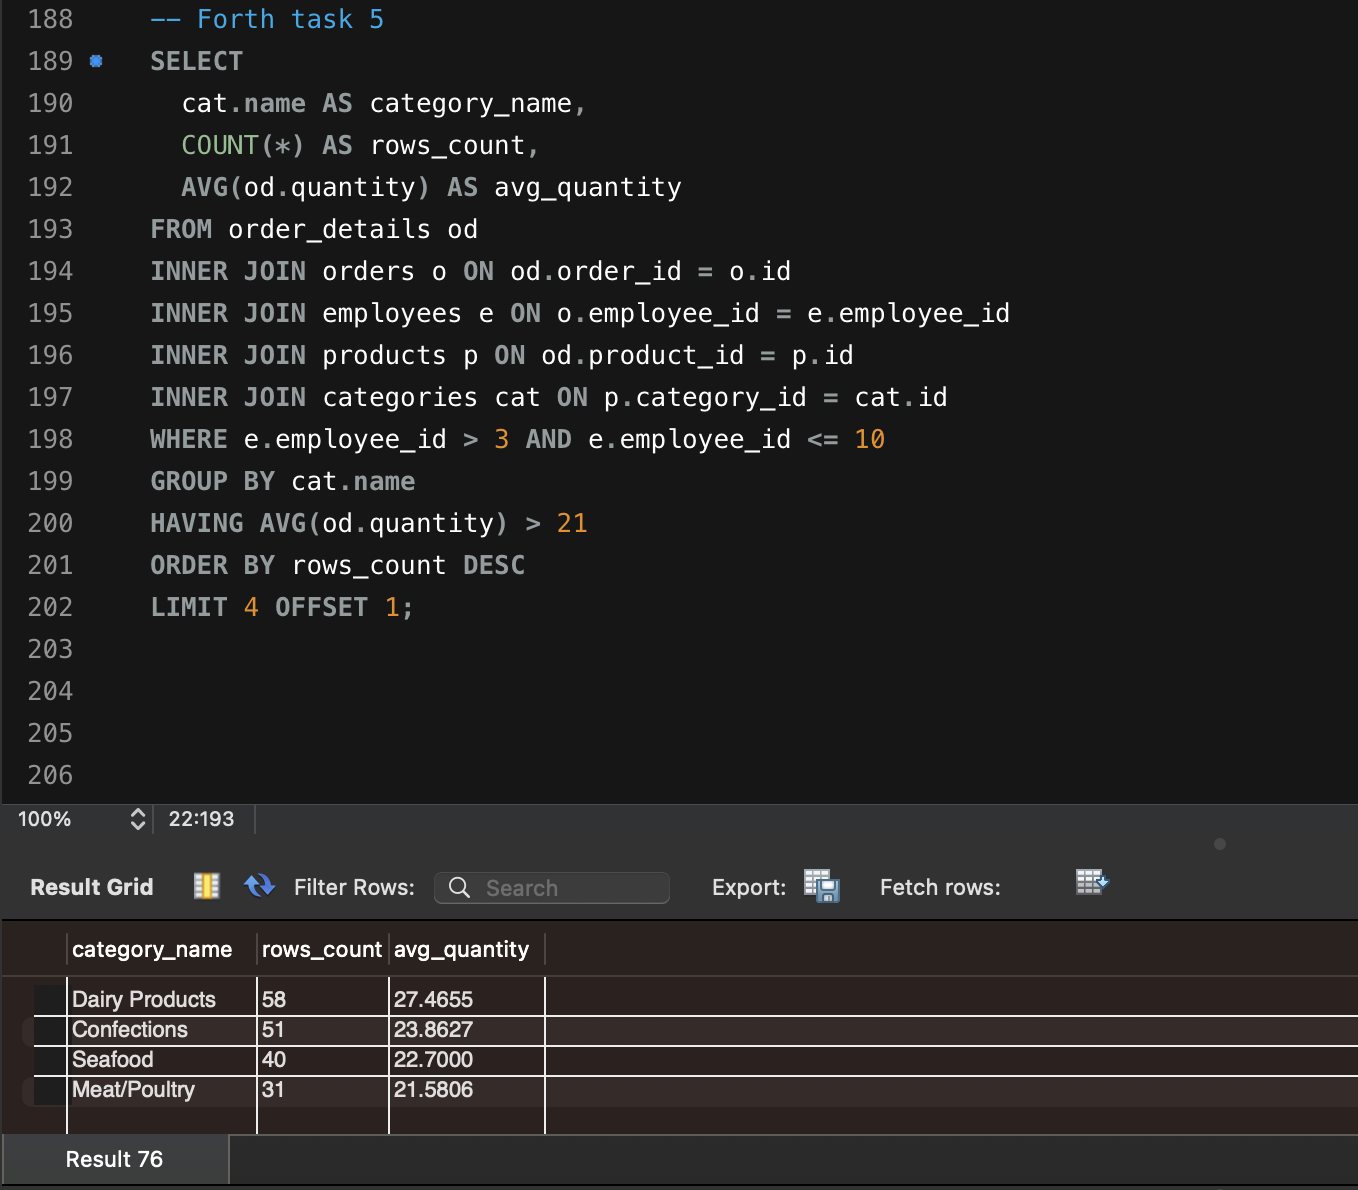 188 -- Forth task 5
189 SELECT
190 cat.name AS category_name,
191 COUNT(*) AS rows_count,
192 AVG(od.quantity) AS avg_quantity
193 FROM order_details od
194 INNER JOIN orders o ON od.order_id = o.id
195 INNER JOIN employees e ON o.employee_id = e.employee_id
196 INNER JOIN products p ON od.product_id = p.id
197 INNER JOIN categories cat ON p.category_id = cat.id
198 WHERE e.employee_id > 3 AND e.employee_id <= 10
199 GROUP BY cat.name
200 HAVING AVG(od.quantity) > 21
201 ORDER BY rows_count DESC
202 LIMIT 4 OFFSET 1;
203
204
205
206
100% 22:193
Result Grid Filter Rows: Search Export: Fetch rows:
category_name rows_count avg_quantity
Dairy Products 58 27.4655
Confections 51 23.8627
Seafood 40 22.7000
Meat/Poultry 31 21.5806
Result 76